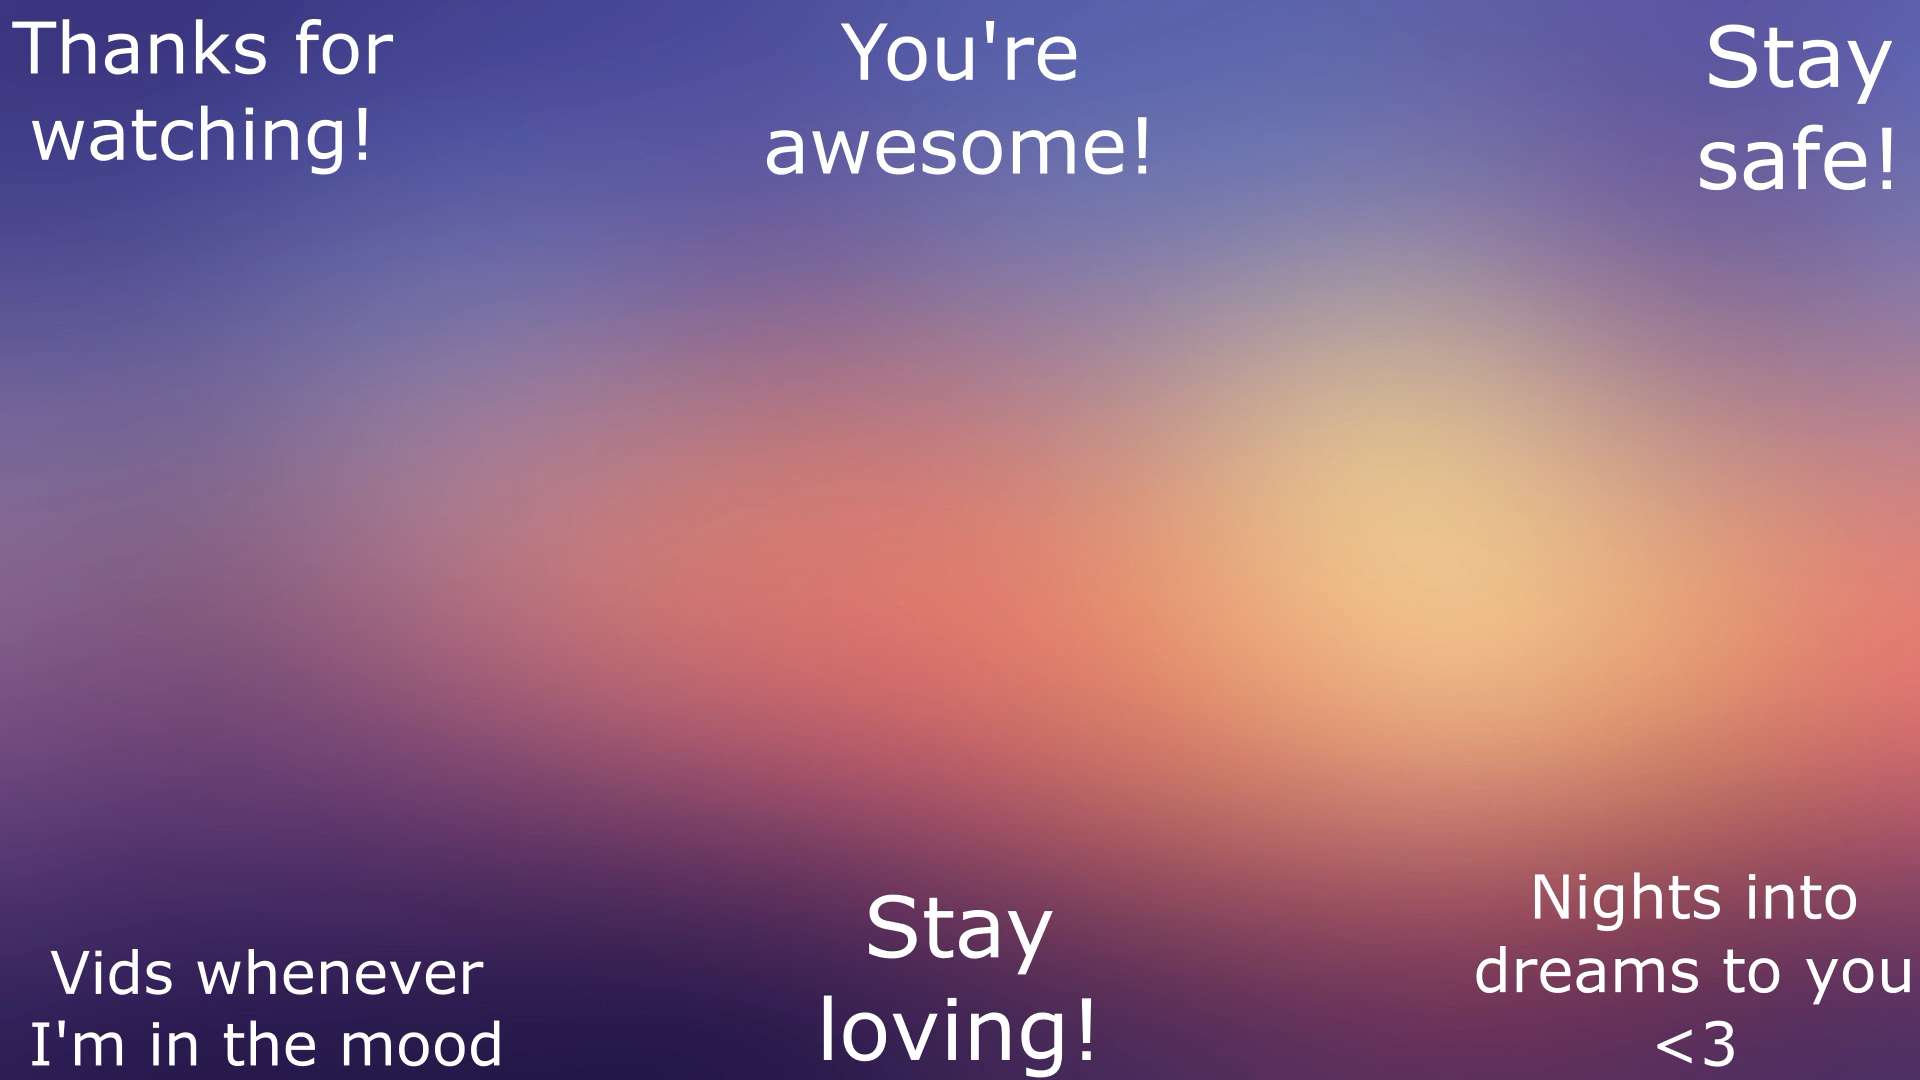 Thanks for
watching!
You're
awesome!
Stay
safe!
Vids whenever
I'm in the mood
Stay
loving!
Nights into
dreams to you
<3